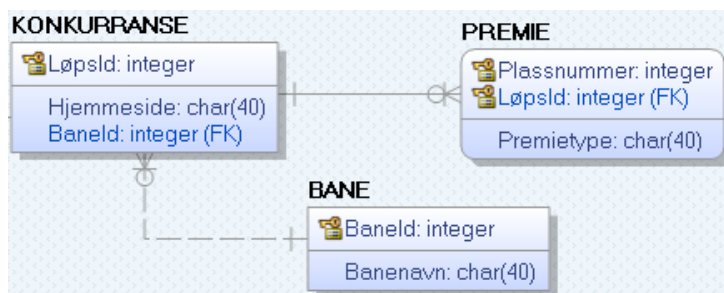 KONKURRANSE
LøpsId: integer
Hjemmeside: char(40)
BaneId: integer (FK)
PREMIE
Plassnummer: integer
LøpsId: integer (FK)
Premietype: char(40)
BANE
BaneId: integer
Banenavn: char(40)